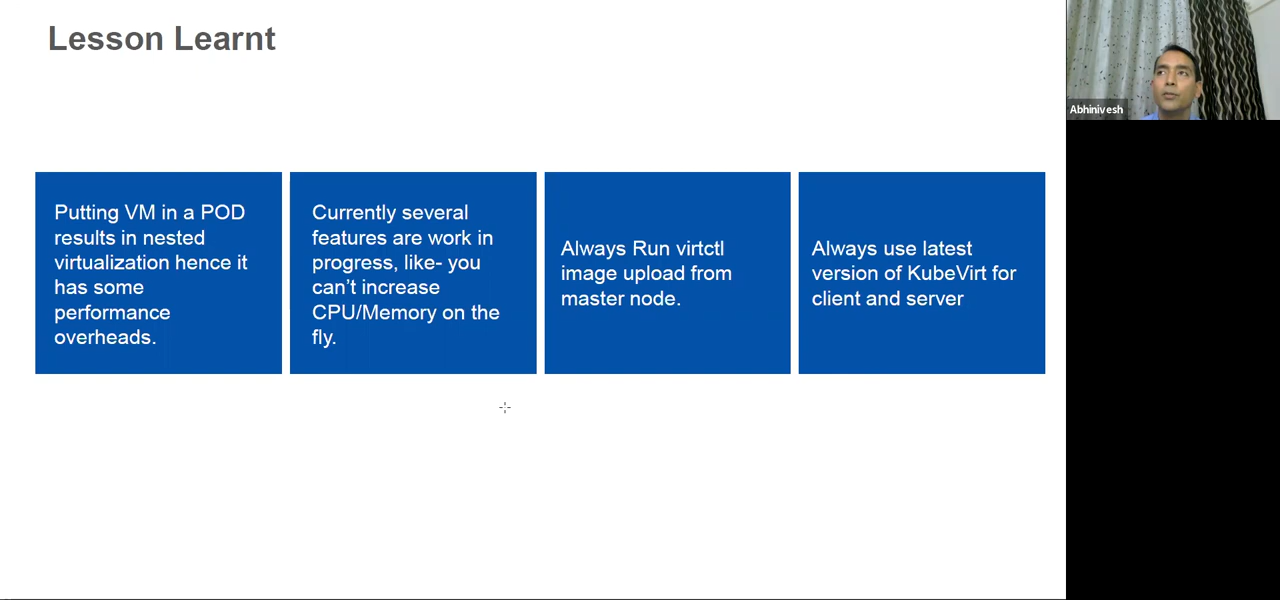 Lesson Learnt
Abhinivesh
Putting VM in a POD
results in nested
virtualization hence it
has some
performance
overheads.
Currently several
features are work in
progress, like- you
can't increase
CPU/Memory on the
fly.
Always Run virtctl
image upload from
master node.
Always use latest
version of KubeVirt for
client and server